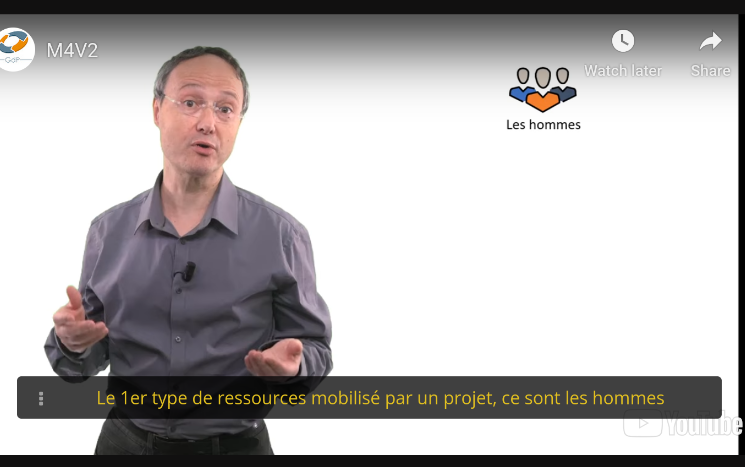 GdP
M4V2
Watch later
Share
Les hommes
Le 1er type de ressources mobilisé par un projet, ce sont les hommes
YouTube